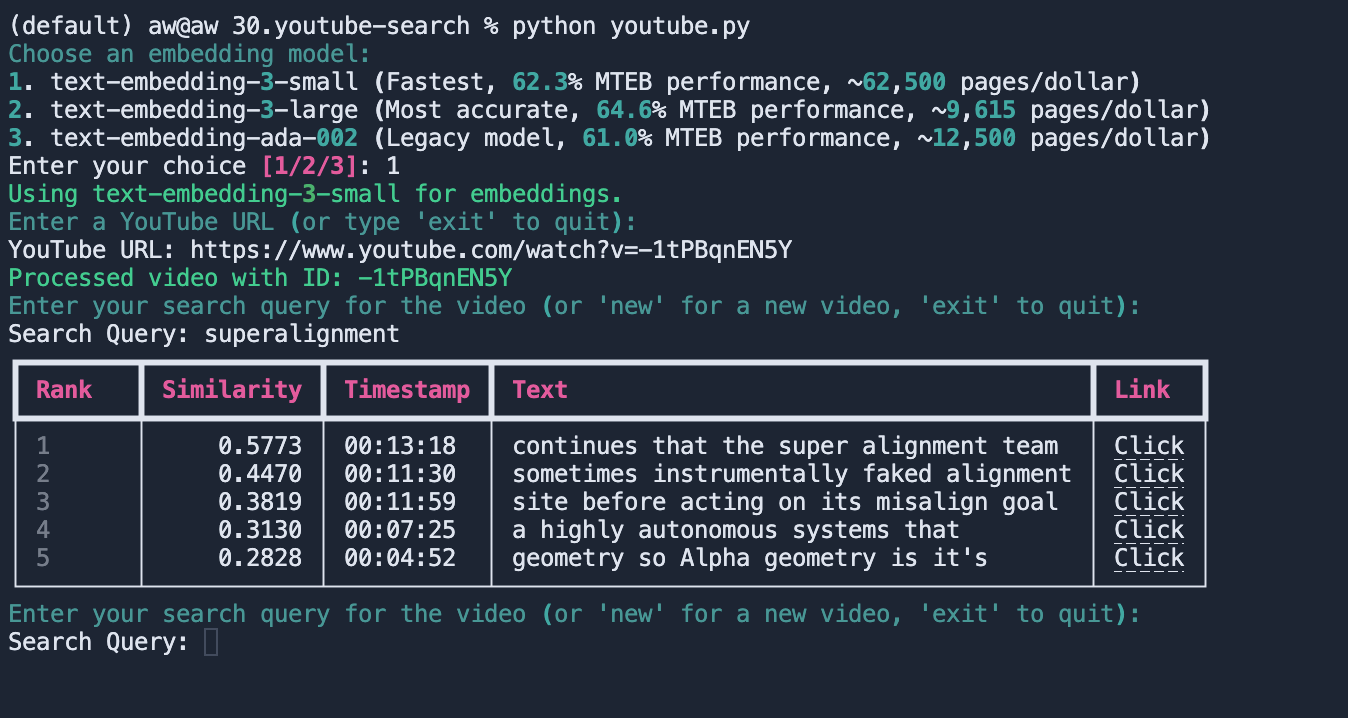 (default) aw@aw 30.youtube-search % python youtube.py
Choose an embedding model:
1. text-embedding-3-small (Fastest, 62.3% MTEB performance, ~62,500 pages/dollar)
2. text-embedding-3-large (Most accurate, 64.6% MTEB performance, ~9,615 pages/dollar)
3. text-embedding-ada-002 (Legacy model, 61.0% MTEB performance, ~12,500 pages/dollar)
Enter your choice [1/2/3]: 1
Using text-embedding-3-small for embeddings.
Enter a YouTube URL (or type 'exit' to quit):
YouTube URL: https://www.youtube.com/watch?v=-1tPBqnEN5Y
Processed video with ID: -1tPBqnEN5Y
Enter your search query for the video (or 'new' for a new video, 'exit' to quit):
Search Query: superalignment
Rank Similarity Timestamp Text Link
1 0.5773 00:13:18 continues that the super alignment team Click
2 0.4470 00:11:30 sometimes instrumentally faked alignment Click
3 0.3819 00:11:59 site before acting on its misalign goal Click
4 0.3130 00:07:25 a highly autonomous systems that Click
5 0.2828 00:04:52 geometry so Alpha geometry is it's Click
Enter your search query for the video (or 'new' for a new video, 'exit' to quit):
Search Query: